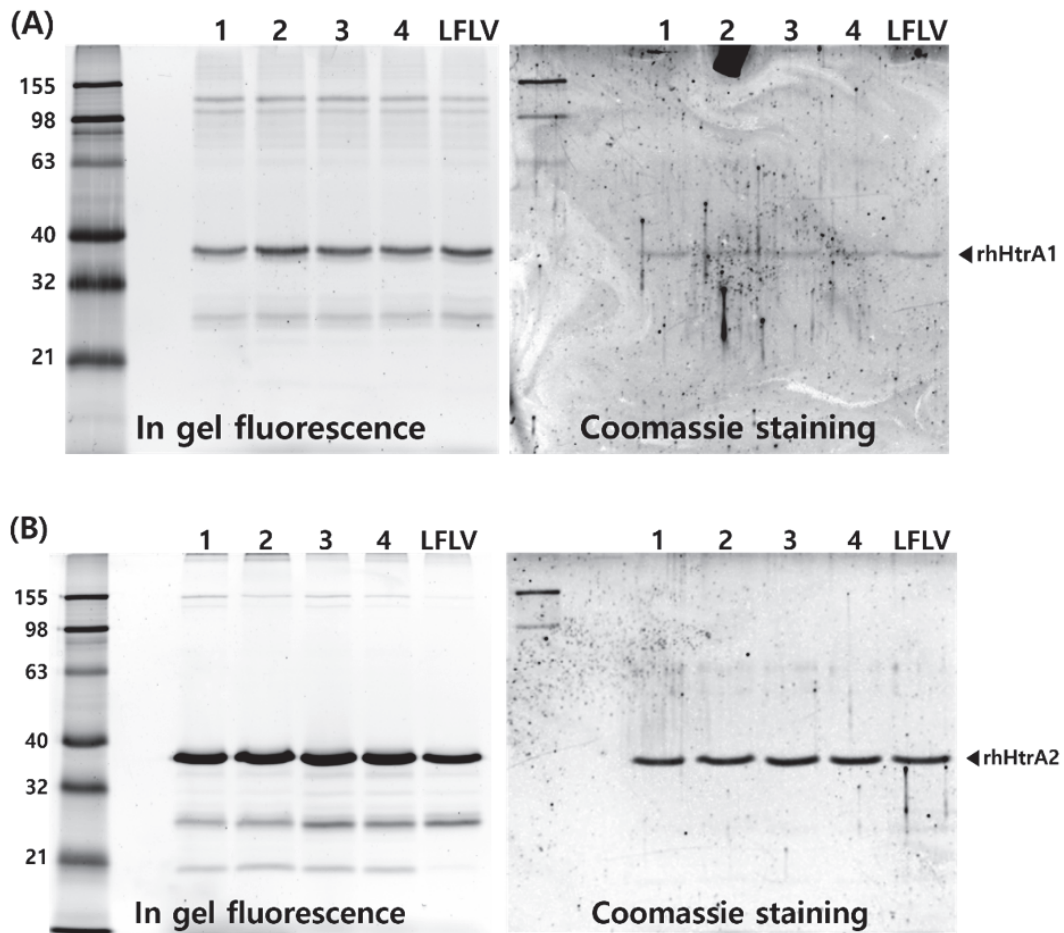 (A)
1 2 3 4 LFLV
1 2 3 4 LFLV
155
98
63
40
32
21
◄rhHtrA1
In gel fluorescence
Coomassie staining
(B)
1 2 3 4 LFLV
1 2 3 4 LFLV
155
98
63
40
32
21
◄rhHtrA2
In gel fluorescence
Coomassie staining